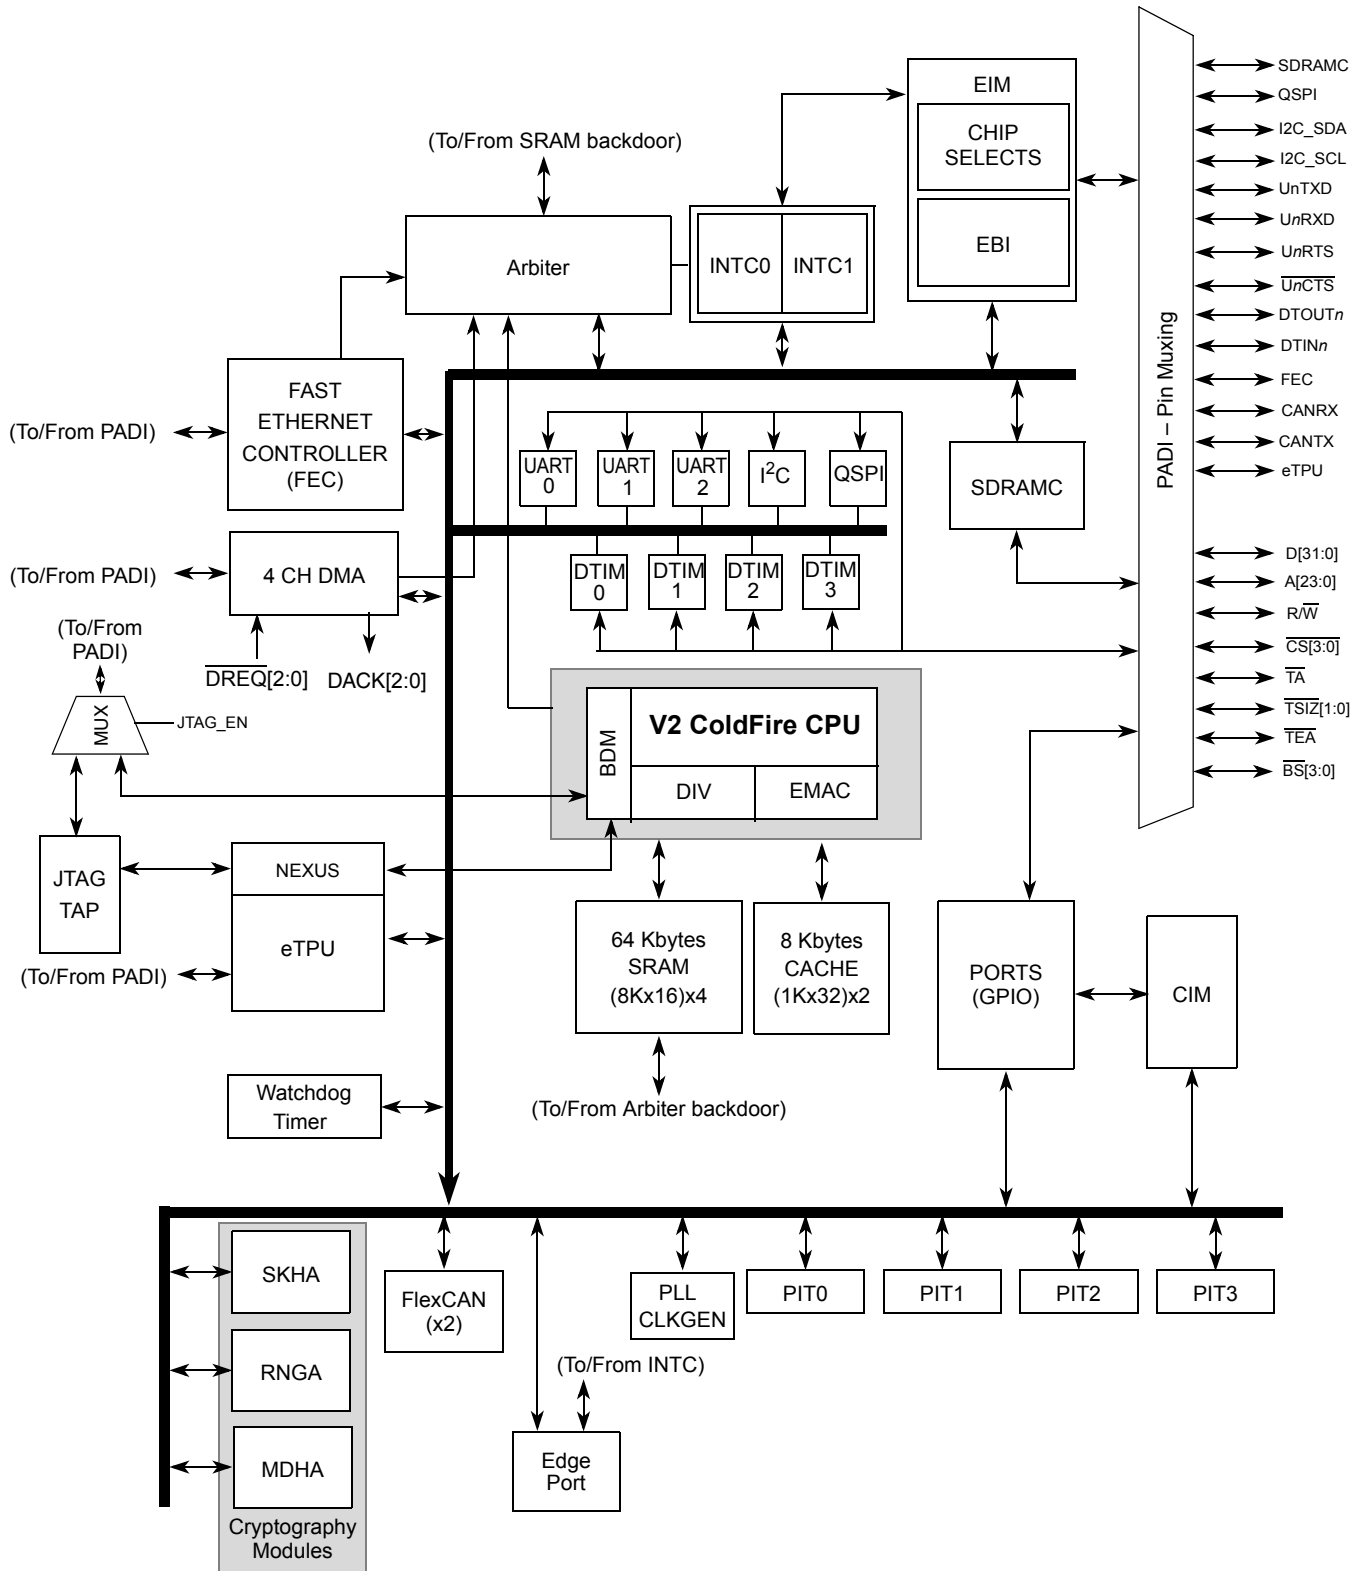 SDRAMC
QSPI
I2C_SDA
I2C_SCL
UnTXD
UnRXD
UnRTS
UnCTS
DTOUTn
DTINn
FEC
CANRX
CANTX
eTPU
D[31:0]
A[23:0]
R/W
CS[3:0]
TA
TSIZ[1:0]
TEA
BS[3:0]
PADI – Pin Muxing
EIM
CHIP
SELECTS
EBI
(To/From SRAM backdoor)
Arbiter
INTC0
INTC1
FAST
ETHERNET
CONTROLLER
(FEC)
(To/From PADI)
UART
0
UART
1
UART
2
I²C
QSPI
SDRAMC
(To/From PADI)
4 CH DMA
DTIM
0
DTIM
1
DTIM
2
DTIM
3
(To/From
PADI)
DREQ[2:0]
DACK[2:0]
MUX
JTAG_EN
BDM
V2 ColdFire CPU
DIV
EMAC
JTAG
TAP
NEXUS
eTPU
(To/From PADI)
64 Kbytes
SRAM
(8Kx16)x4
8 Kbytes
CACHE
(1Kx32)x2
PORTS
(GPIO)
CIM
Watchdog
Timer
(To/From Arbiter backdoor)
SKHA
RNGA
MDHA
Cryptography
Modules
FlexCAN
(x2)
PLL
CLKGEN
PIT0
PIT1
PIT2
PIT3
(To/From INTC)
Edge
Port